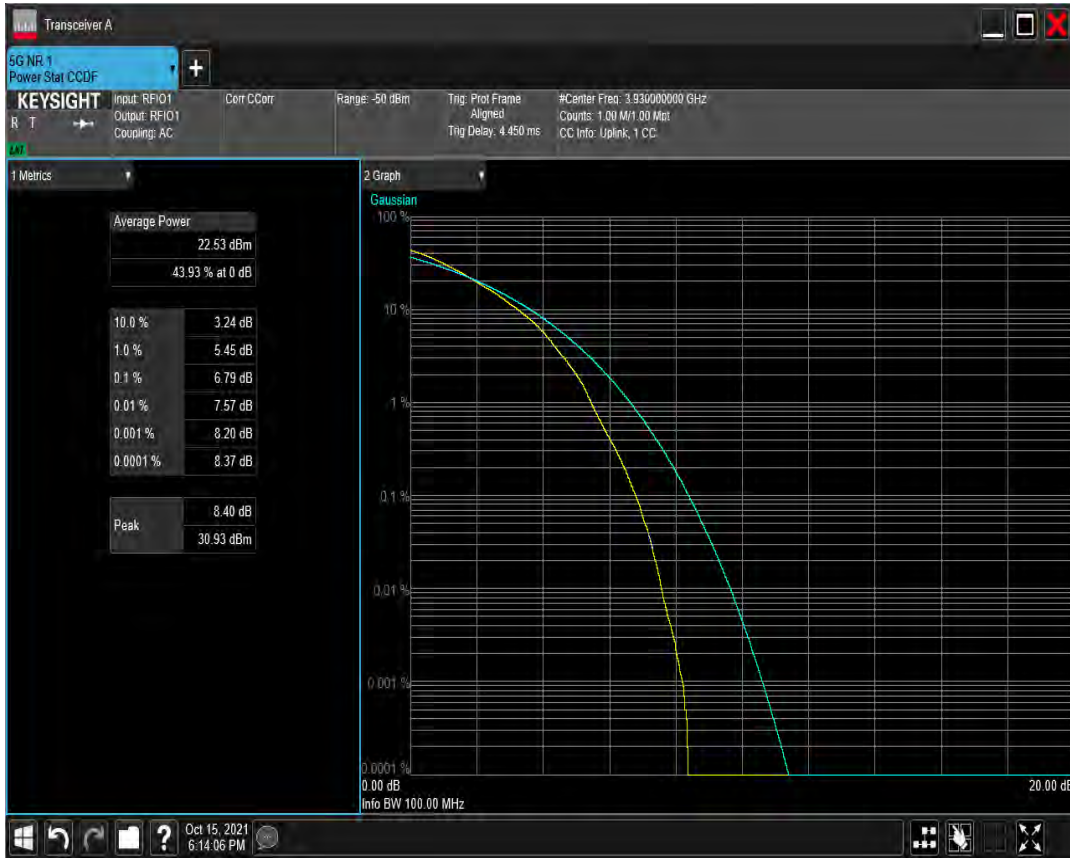 Transceiver A
5G NR 1
Power Stat CCDF
+
KEYSIGHT
R T
LXI
Input: RFIO1
Output: RFIO1
Coupling: AC
Corr CCorr
Range: -50 dBm
Trig: Prot Frame
Aligned
Trig Delay: 4.450 ms
#Center Freq: 3.930000000 GHz
Counts: 1.00 M/1.00 Mpt
CC Info: Uplink, 1 CC
1 Metrics
Average Power
22.53 dBm
43.93 % at 0 dB
10.0 % 3.24 dB
1.0 % 5.45 dB
0.1 % 6.79 dB
0.01 % 7.57 dB
0.001 % 8.20 dB
0.0001 % 8.37 dB
Peak 8.40 dB
30.93 dBm
2 Graph
Gaussian
100 %
10 %
1 %
0.1 %
0.01 %
0.001 %
0.0001 %
0.00 dB 20.00 dB
Info BW 100.00 MHz
? Oct 15, 2021
6:14:06 PM